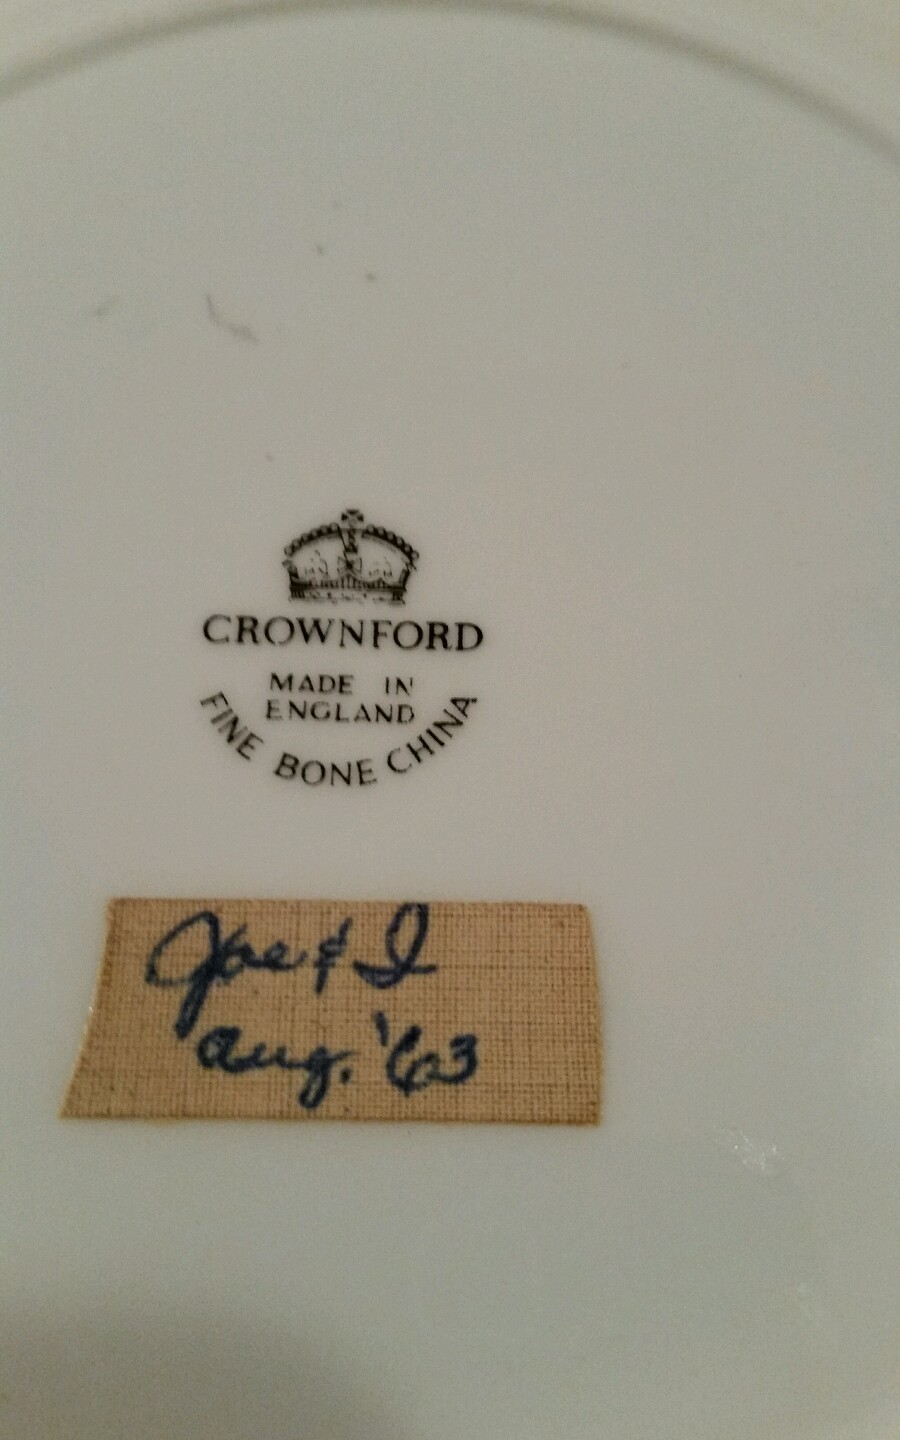 CROWNFORD
MADE IN
ENGLAND
FINE BONE CHINA
Joe & I
Aug. '63